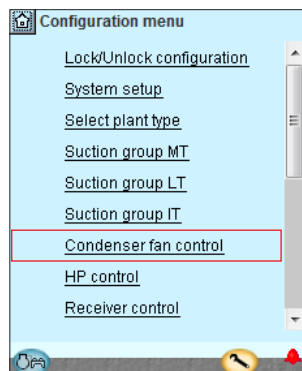 Configuration menu
Lock/Unlock configuration
System setup
Select plant type
Suction group MT
Suction group LT
Suction group IT
Condenser fan control
HP control
Receiver control